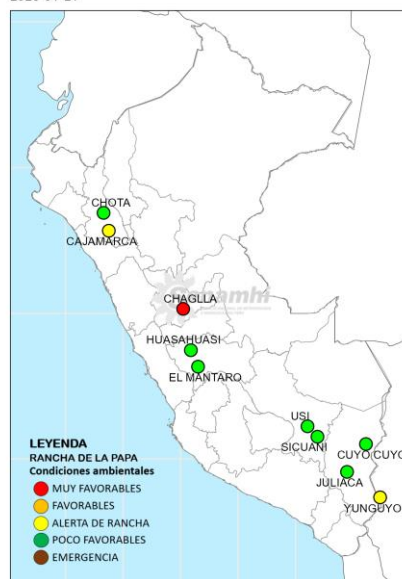 CHOTA
CAJAMARCA
CHAGLLA
HUASAHUASI
EL MANTARO
USI
SICUANI
CUYO CUYO
JULIACA
YUNGUYO
LEYENDA
RANCHA DE LA PAPA
Condiciones ambientales
MUY FAVORABLES
FAVORABLES
ALERTA DE RANCHA
POCO FAVORABLES
EMERGENCIA